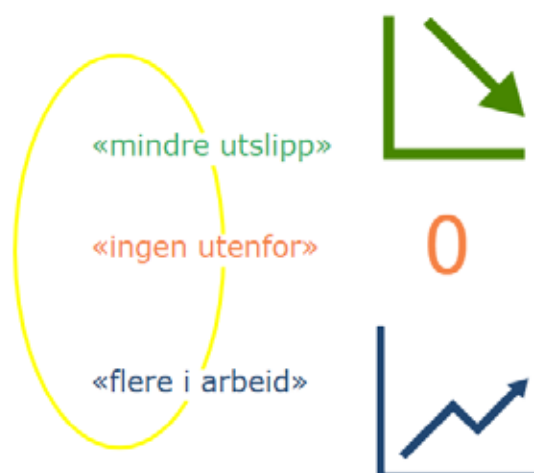 «mindre utslipp»
«ingen utenfor» 0
«flere i arbeid»